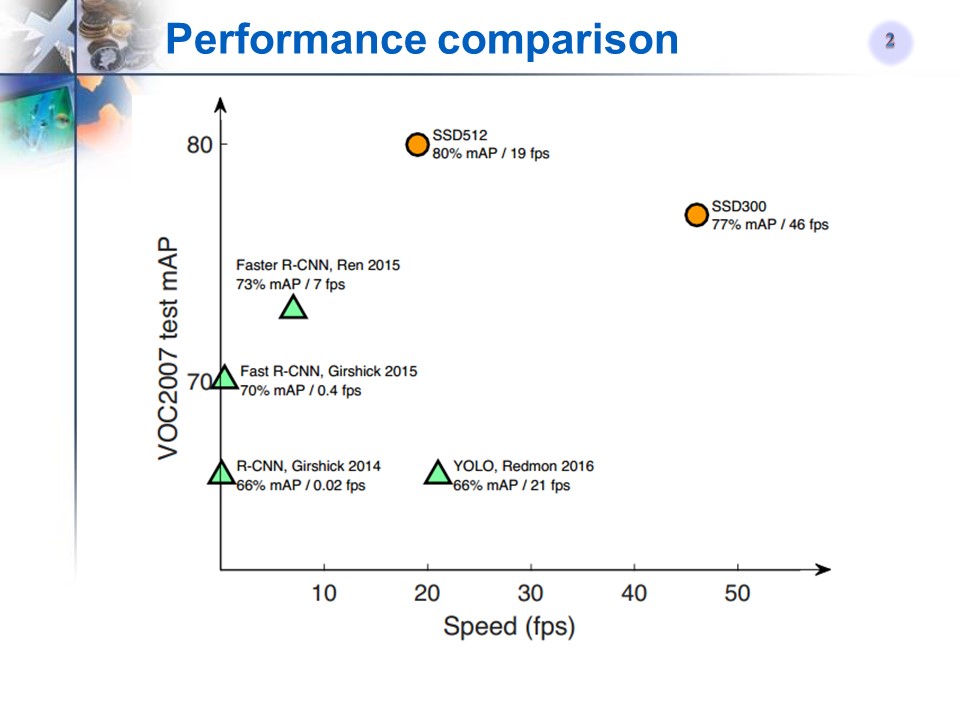 Performance comparison
2
80
SSD512
80% mAP / 19 fps
SSD300
77% mAP / 46 fps
Faster R-CNN, Ren 2015
73% mAP / 7 fps
VOC2007 test mAP
70
Fast R-CNN, Girshick 2015
70% mAP / 0.4 fps
R-CNN, Girshick 2014
66% mAP / 0.02 fps
YOLO, Redmon 2016
66% mAP / 21 fps
10 20 30 40 50
Speed (fps)